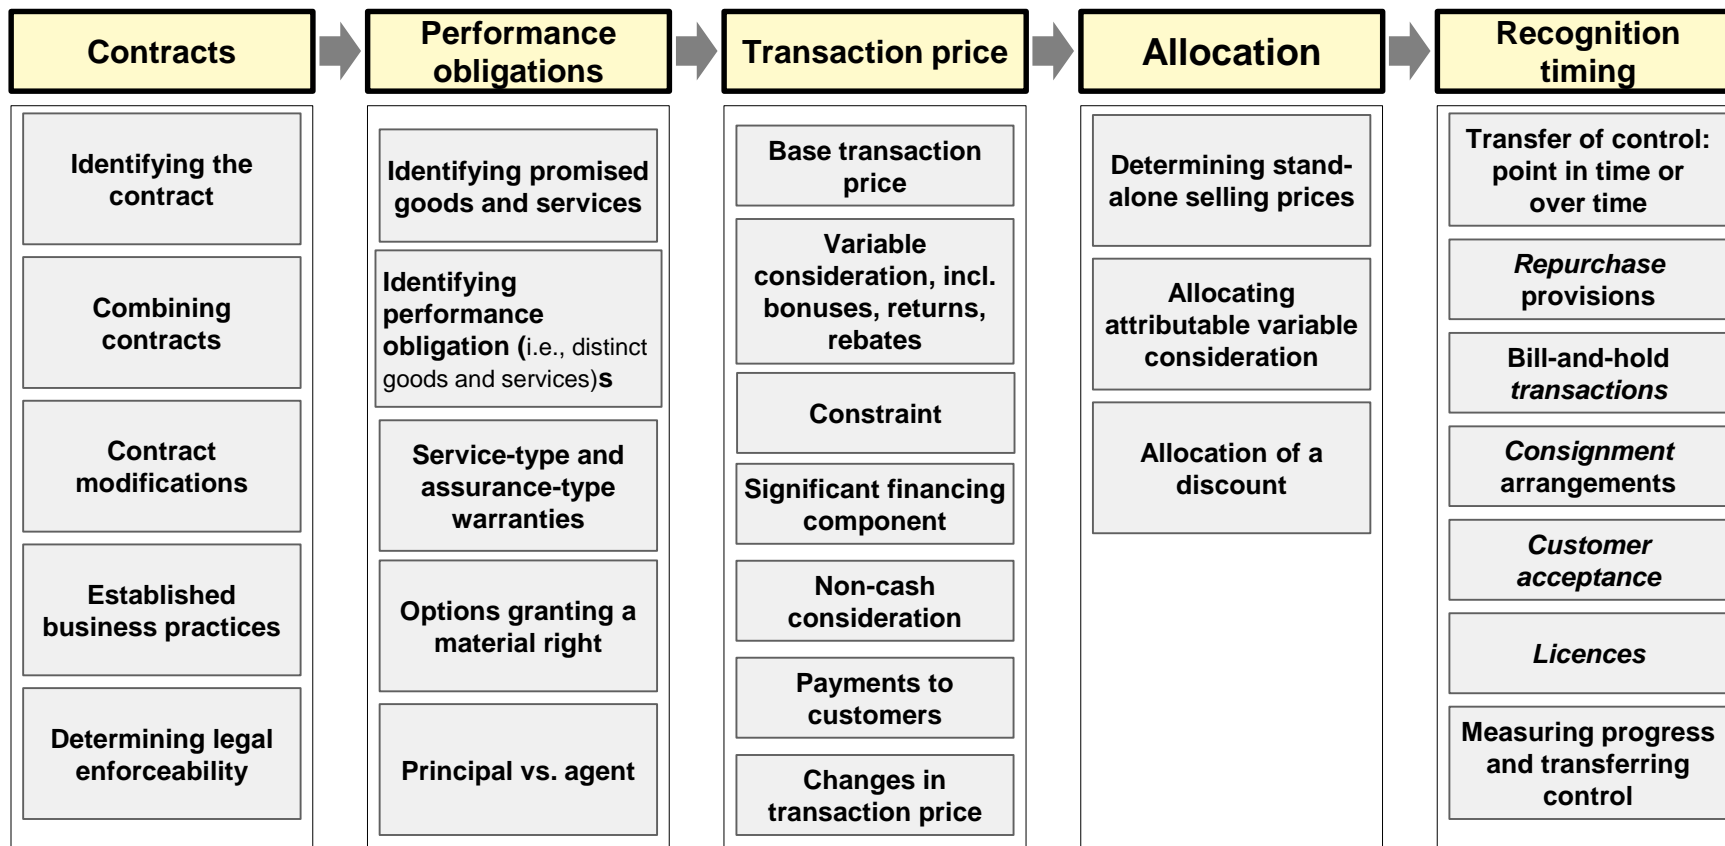 Contracts
Performance
obligations
Transaction price
Allocation
Recognition
timing
Identifying the
contract
Combining
contracts
Contract
modifications
Established
business practices
Determining legal
enforceability
Identifying promised
goods and services
Identifying
performance
obligation (i.e., distinct
goods and services)s
Service-type and
assurance-type
warranties
Options granting a
material right
Principal vs. agent
Base transaction
price
Variable
consideration, incl.
bonuses, returns,
rebates
Constraint
Significant financing
component
Non-cash
consideration
Payments to
customers
Changes in
transaction price
Determining stand-
alone selling prices
Allocating
attributable variable
consideration
Allocation of a
discount
Transfer of control:
point in time or
over time
Repurchase
provisions
Bill-and-hold
transactions
Consignment
arrangements
Customer
acceptance
Licences
Measuring progress
and transferring
control